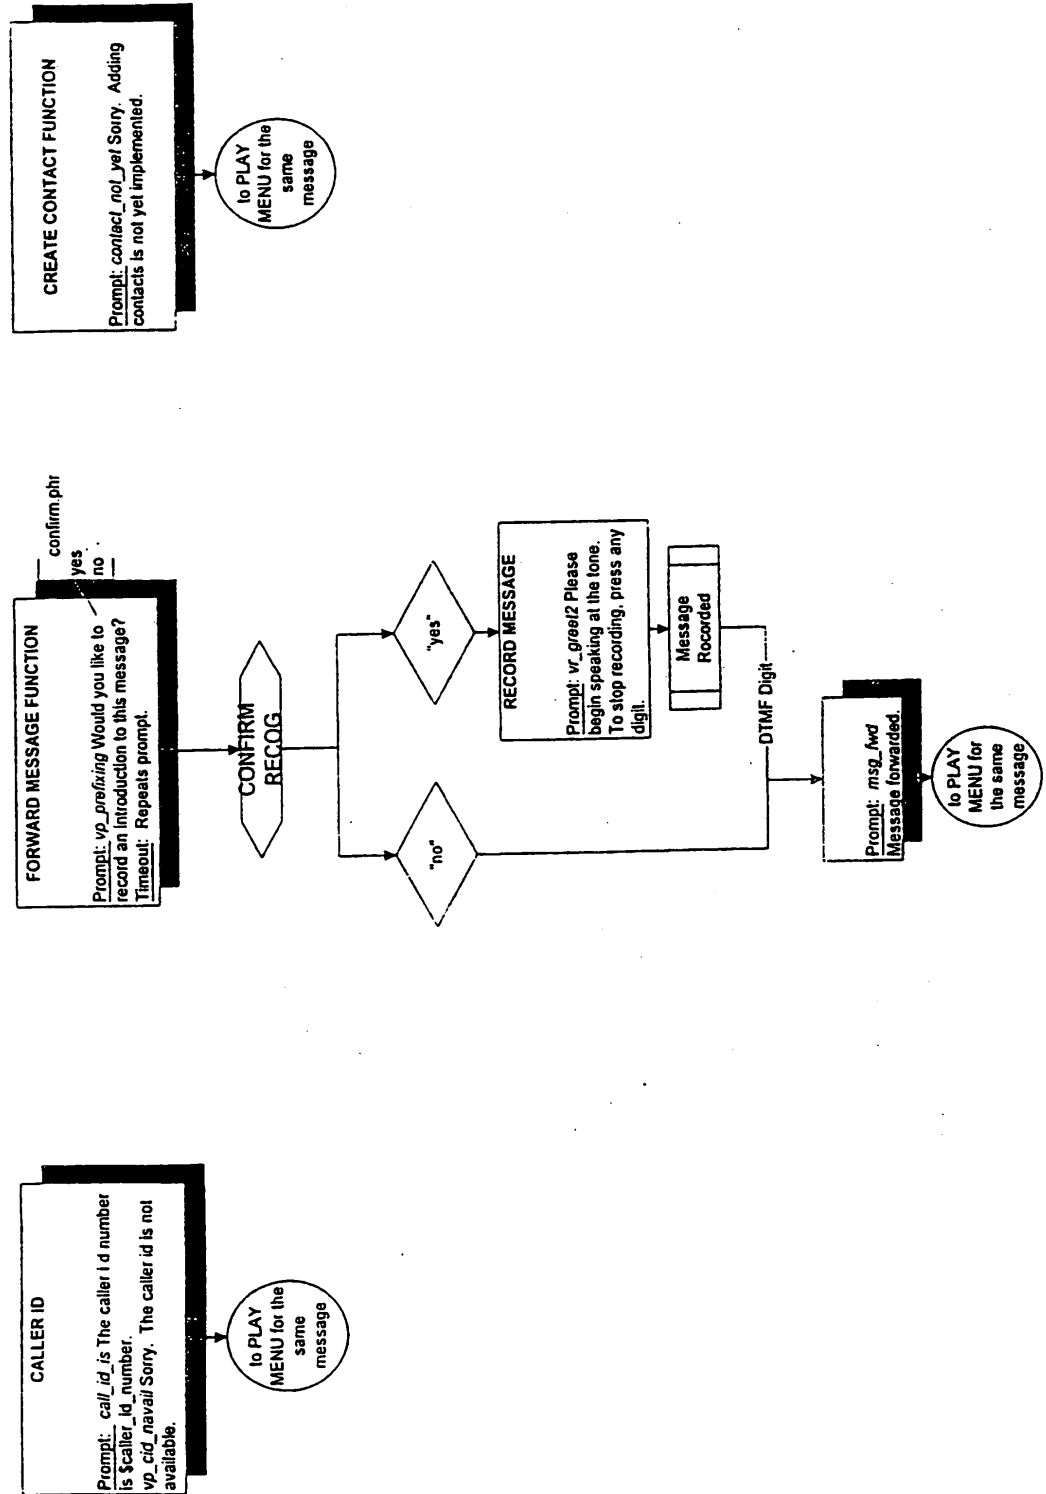 CALLER ID
Prompt: call_id_is The caller i d number
is $caller_id_number.
vp_cid_navail Sorry. The caller id is not
available.
to PLAY
MENU for the
same
message
FORWARD MESSAGE FUNCTION
Prompt: vp_prefixing Would you like to
record an introduction to this message?
Timeout: Repeats prompt.
confirm.phr
yes
no
CONFIRM
RECOG
"no"
"yes"
RECORD MESSAGE
Prompt: vr_greet2 Please
begin speaking at the tone.
To stop recording, press any
digit.
Message
Rocorded
DTMF Digit
Prompt: msg_fwd
Message forwarded.
to PLAY
MENU for
the same
message
CREATE CONTACT FUNCTION
Prompt: contact_not_yet Sorry. Adding
contacts is not yet implemented.
to PLAY
MENU for the
same
message